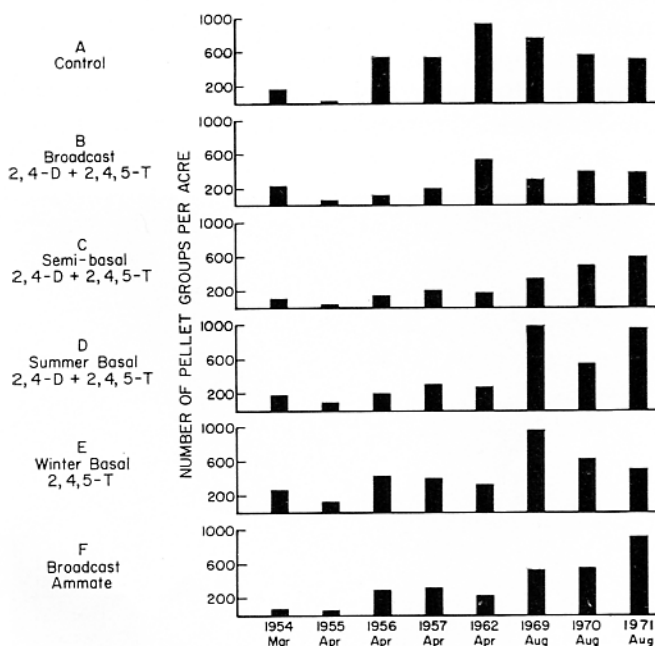 NUMBER OF PELLET GROUPS PER ACRE
A
Control
1000
600
200
B
Broadcast
2,4-D + 2,4,5-T
1000
600
200
C
Semi-basal
2,4-D + 2,4,5-T
1000
600
200
D
Summer Basal
2,4-D + 2,4,5-T
1000
600
200
E
Winter Basal
2,4,5-T
1000
600
200
F
Broadcast
Ammate
1000
600
200
1954 1955 1956 1957 1962 1969 1970 1971
Mar Apr Apr Apr Apr Aug Aug Aug